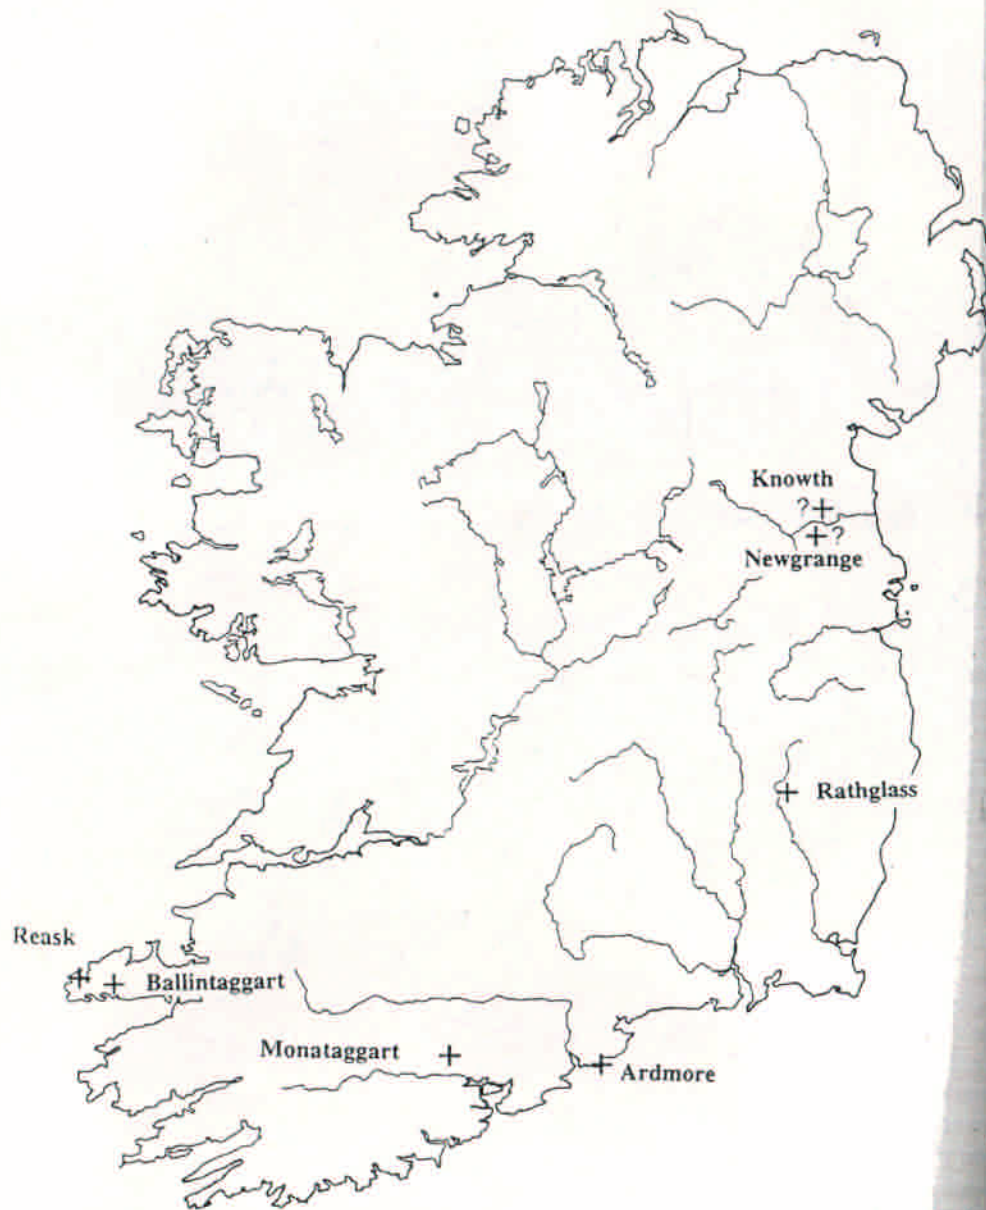 Knowth
? +
+ ?
Newgrange
+ Rathglass
Reask
+ + Ballintaggart
Monataggart +
+ Ardmore